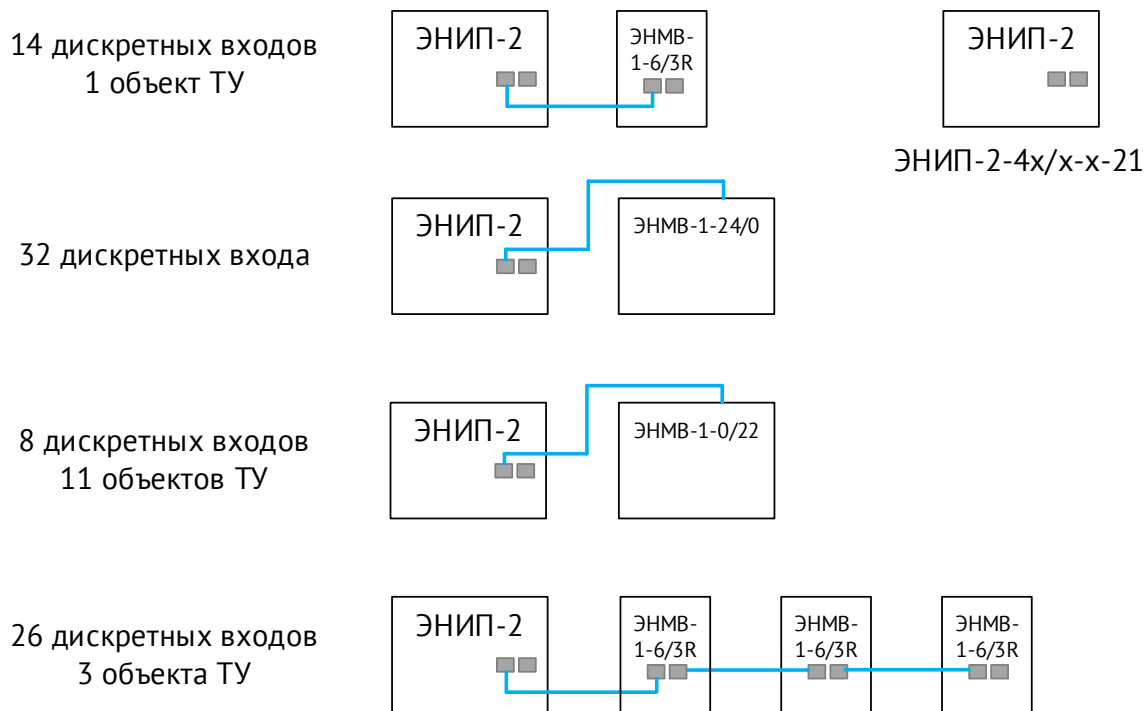 14 дискретных входов
1 объект ТУ
ЭНИП-2
ЭНМВ-
1-6/3R
ЭНИП-2
ЭНИП-2-4х/х-х-21
32 дискретных входа
ЭНИП-2
ЭНМВ-1-24/0
8 дискретных входов
11 объектов ТУ
ЭНИП-2
ЭНМВ-1-0/22
26 дискретных входов
3 объекта ТУ
ЭНИП-2
ЭНМВ-
1-6/3R
ЭНМВ-
1-6/3R
ЭНМВ-
1-6/3R